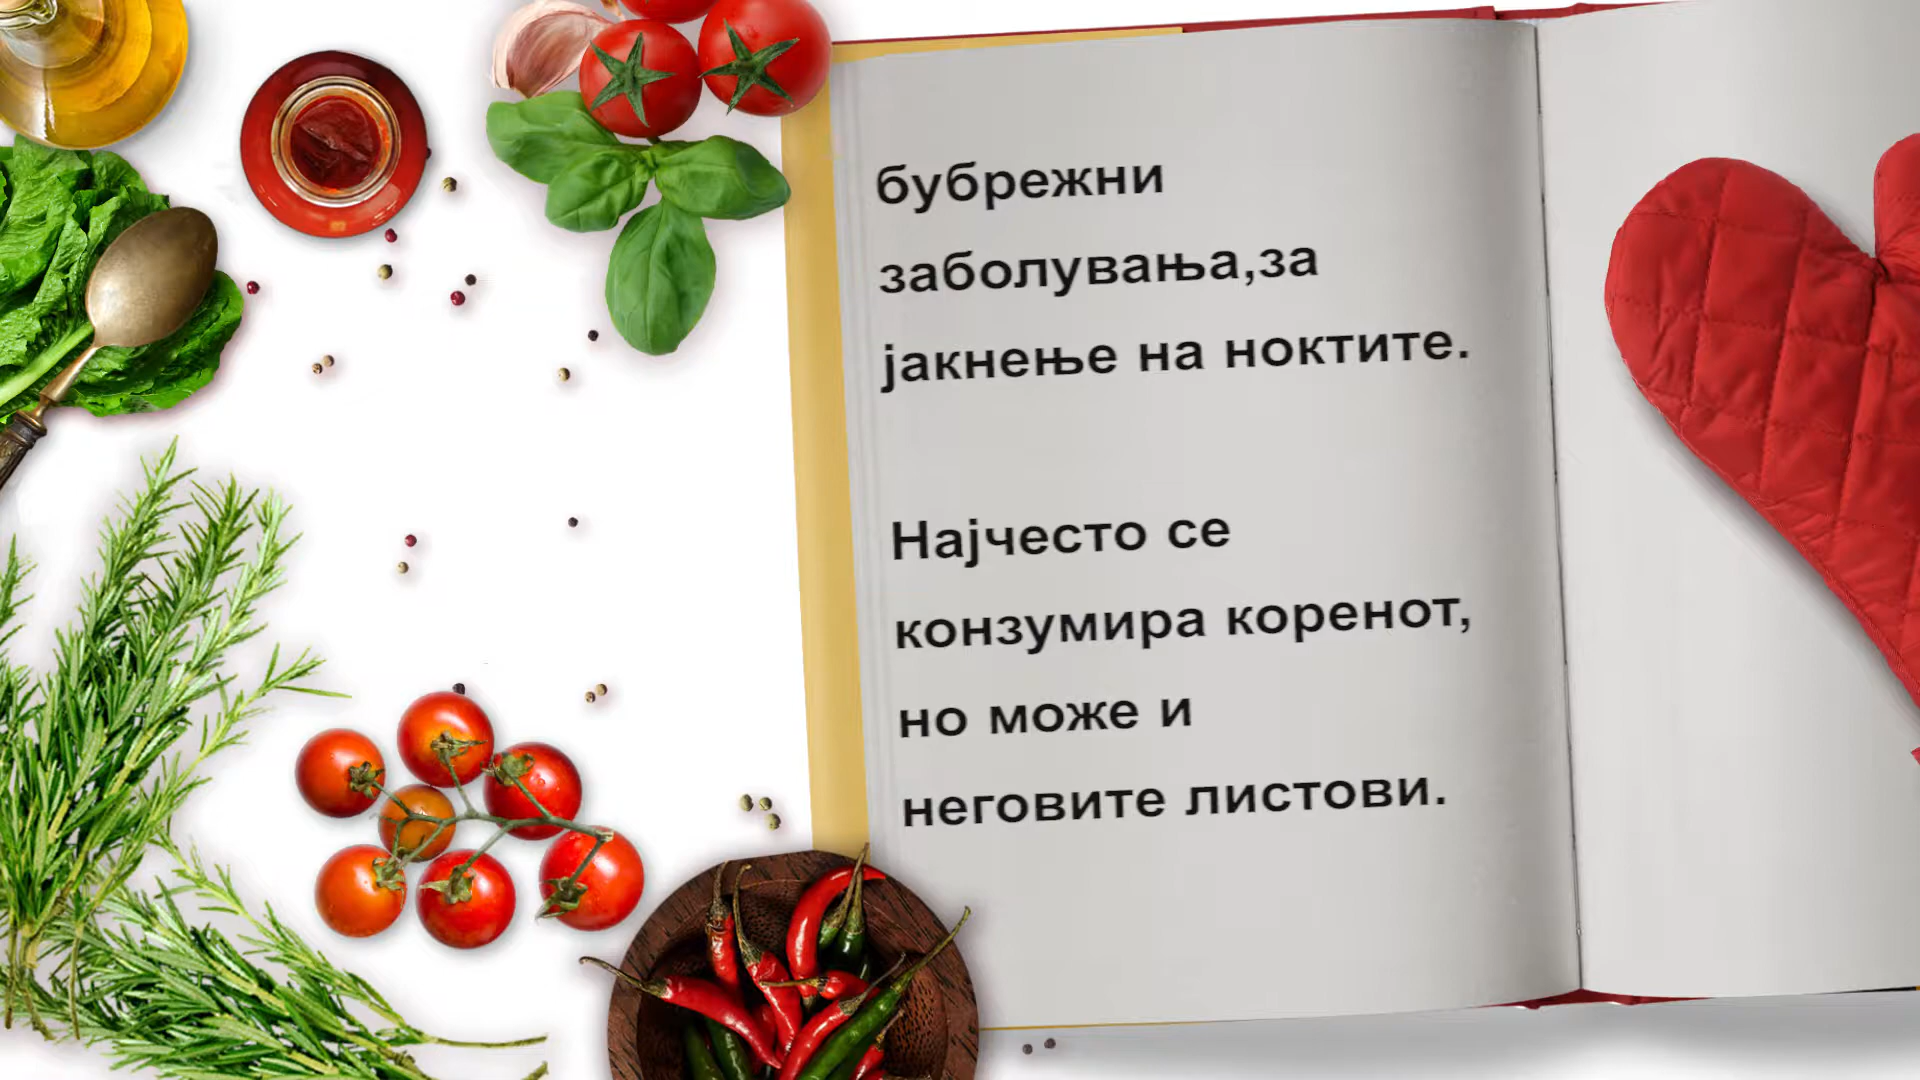 бубрежни
заболувања,за
јакнење на ноктите.
Најчесто се
конзумира коренот,
но може и
неговите листови.